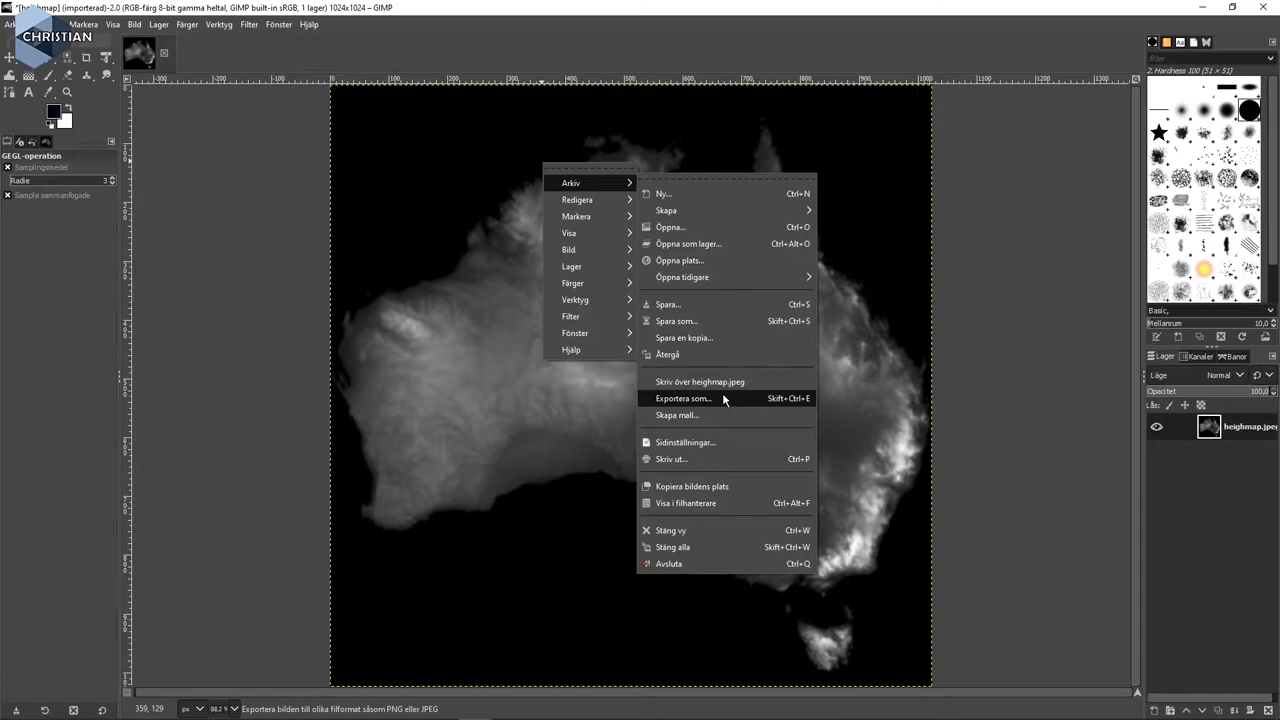 *[heighmap] (importerad)-2.0 (RGB-färg 8-bit gamma heltal, GIMP built-in sRGB, 1 lager) 1024x1024 – GIMP
Markera Visa Bild Lager Färger Verktyg Filter Fönster Hjälp
CHRISTIAN
GEGL-operation
Samplingsmedel
Radie 3
Sampla sammanfogade
Arkiv
Redigera
Markera
Visa
Bild
Lager
Färger
Verktyg
Filter
Fönster
Hjälp
Ny... Ctrl+N
Skapa
Öppna... Ctrl+O
Öppna som lager... Ctrl+Alt+O
Öppna plats...
Öppna tidigare
Spara... Ctrl+S
Spara som... Skift+Ctrl+S
Spara en kopia...
Återgå
Skriv över heighmap.jpeg
Exportera som... Skift+Ctrl+E
Skapa mall...
Sidinställningar...
Skriv ut... Ctrl+P
Kopiera bildens plats
Visa i filhanterare Ctrl+Alt+F
Stäng vy Ctrl+W
Stäng alla Skift+Ctrl+W
Avsluta Ctrl+Q
filter
2. Hardness 100 (51 × 51)
Basic,
Mellanrum 10,0
Lager Kanaler Banor
Läge Normal
Opacitet 100,0
Lås:
heighmap.jpeg
359, 129 px 88,2 % Exportera bilden till olika filformat såsom PNG eller JPEG